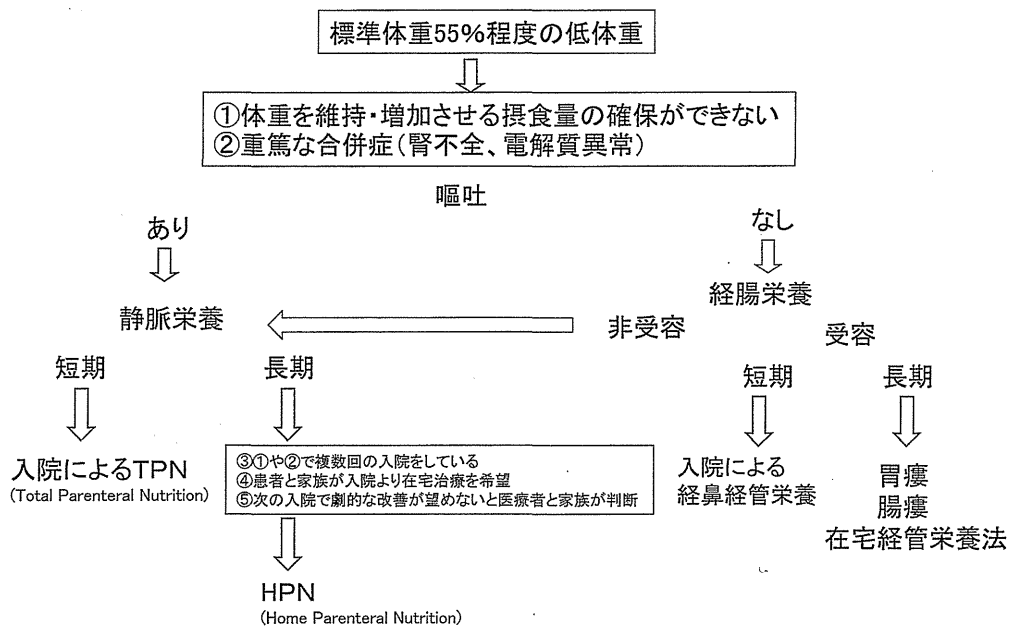 標準体重55%程度の低体重
①体重を維持・増加させる摂食量の確保ができない
②重篤な合併症(腎不全、電解質異常)
嘔吐
あり
なし
静脈栄養
経腸栄養
非受容
受容
短期
長期
短期
長期
入院によるTPN
(Total Parenteral Nutrition)
③①や②で複数回の入院をしている
④患者と家族が入院より在宅治療を希望
⑤次の入院で劇的な改善が望めないと医療者と家族が判断
入院による
経鼻経管栄養
胃瘻
腸瘻
在宅経管栄養法
HPN
(Home Parenteral Nutrition)